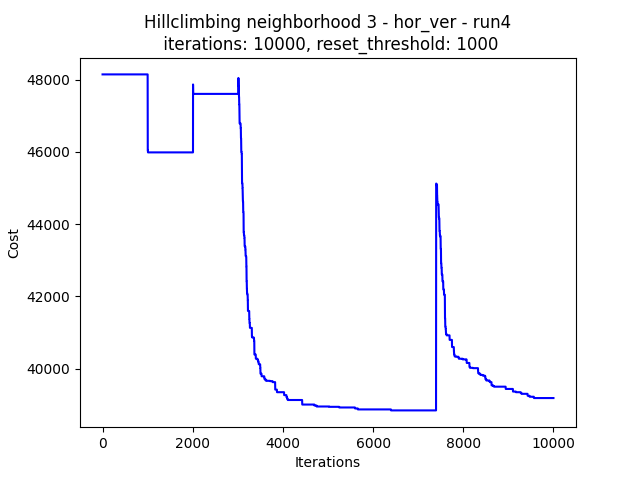 Hillclimbing neighborhood 3 - hor_ver - run4
iterations: 10000, reset_threshold: 1000
48000
46000
44000
42000
40000
Cost
0 2000 4000 6000 8000 10000
Iterations